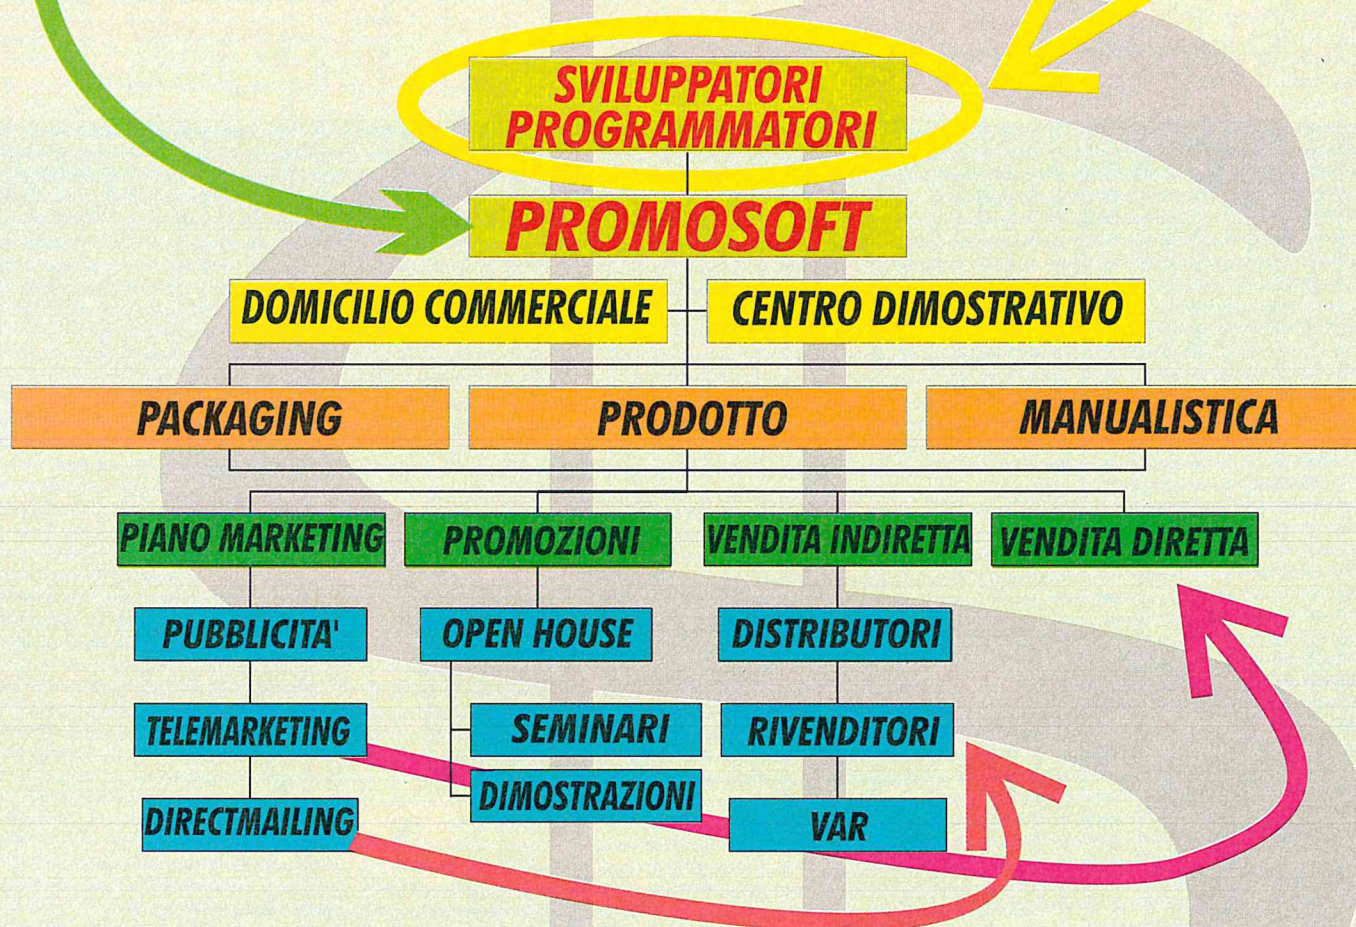 SVILUPPATORI
PROGRAMMATORI
PROMOSOFT
DOMICILIO COMMERCIALE
CENTRO DIMOSTRATIVO
PACKAGING
PRODOTTO
MANUALISTICA
PIANO MARKETING
PROMOZIONI
VENDITA INDIRETTA
VENDITA DIRETTA
PUBBLICITA'
OPEN HOUSE
DISTRIBUTORI
TELEMARKETING
SEMINARI
RIVENDITORI
DIMOSTRAZIONI
DIRECTMAILING
VAR